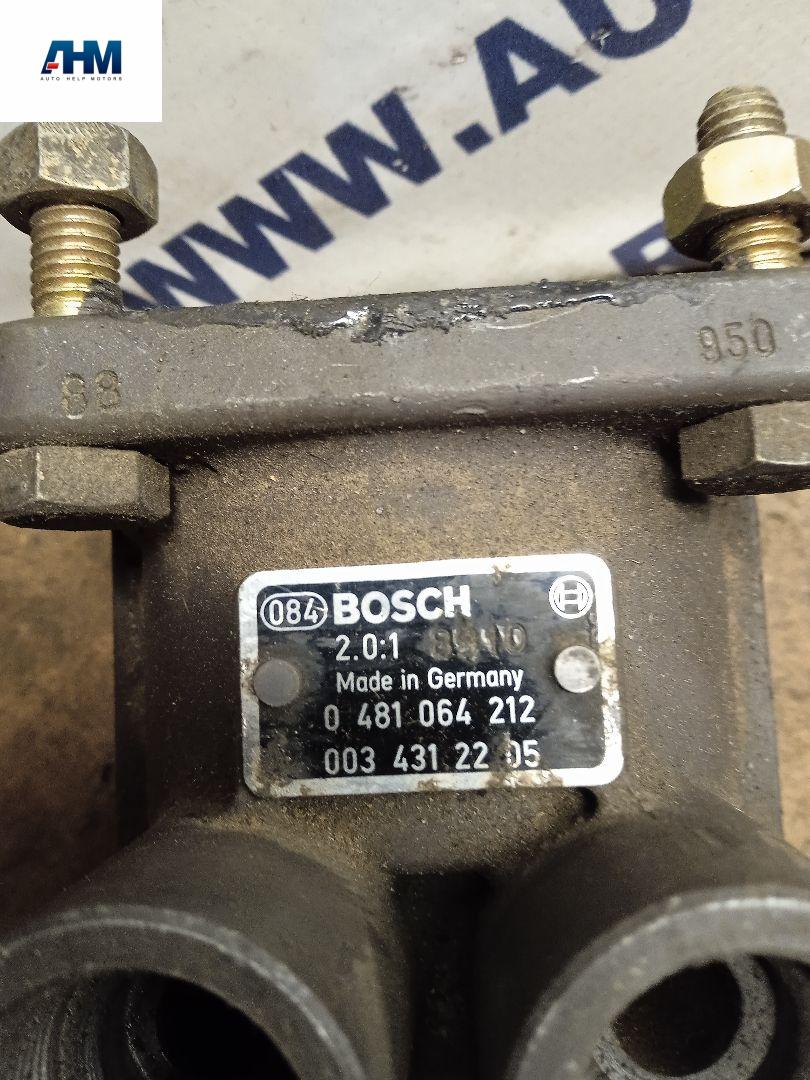 AHM
AUTO HELP MOTORS
WWW.AU
88
950
084 BOSCH
2.0:1
Made in Germany
0 481 064 212
003 431 22 05